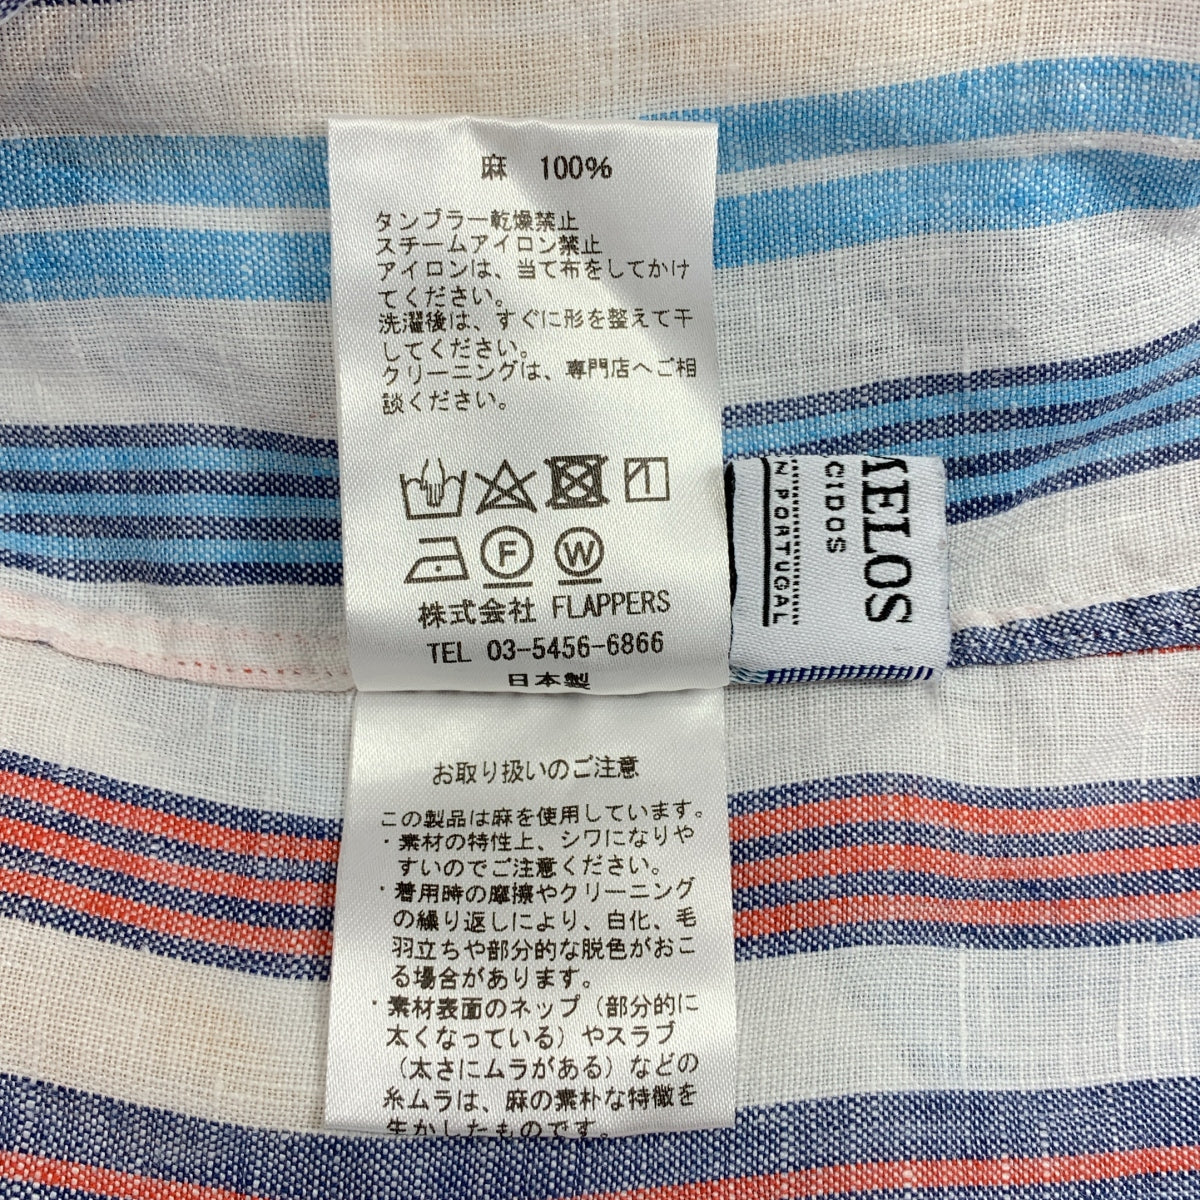 麻　100%
タンブラー乾燥禁止
スチームアイロン禁止
アイロンは、当て布をしてかけ
てください。
洗濯後は、すぐに形を整えて干
してください。
クリーニングは、専門店へご相
談ください。
F W
株式会社 FLAPPERS
TEL 03-5456-6866
日本製
お取り扱いのご注意
この製品は麻を使用しています。
・素材の特性上、シワになりや
すいのでご注意ください。
・着用時の摩擦やクリーニング
の繰り返しにより、白化、毛
羽立ちや部分的な脱色がおこ
る場合があります。
・素材表面のネップ（部分的に
太くなっている）やスラブ
（太さにムラがある）などの
糸ムラは、麻の素朴な特徴を
生かしたものです。
ELOS
CIDOS
N PORTUGAL